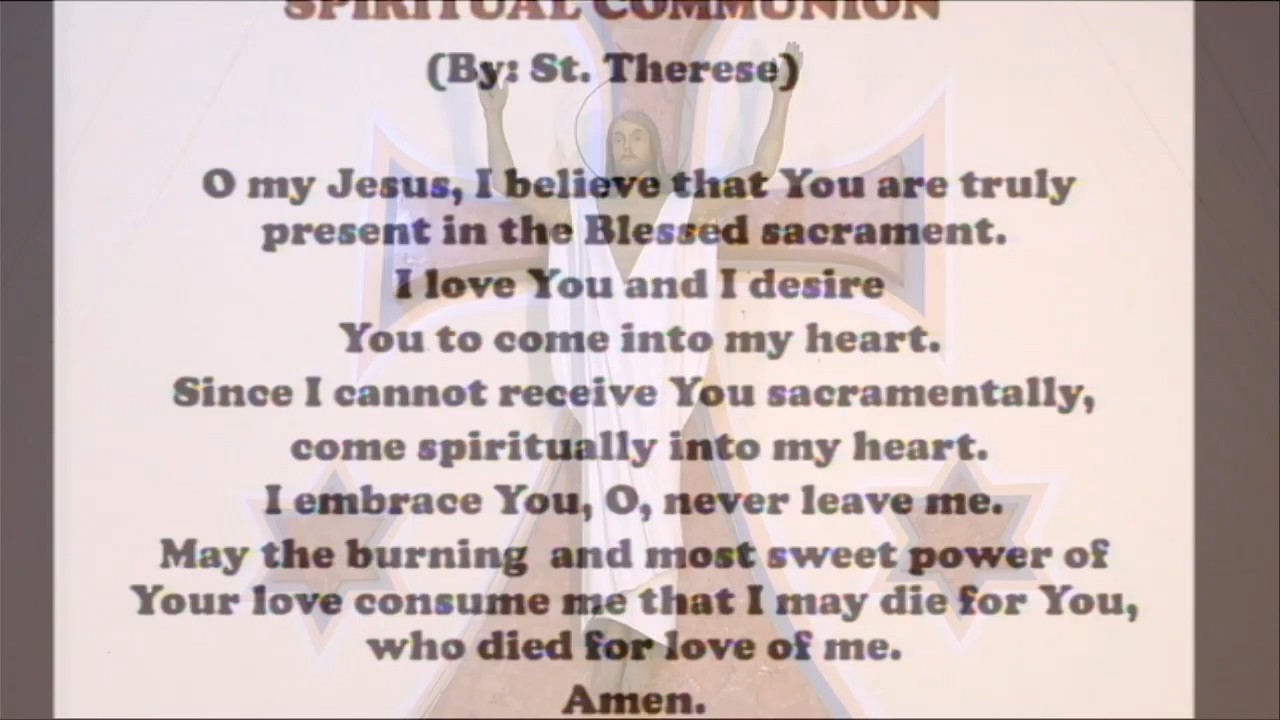 SPIRITUAL COMMUNION
(By: St. Therese)
O my Jesus, I believe that You are truly
present in the Blessed sacrament.
I love You and I desire
You to come into my heart.
Since I cannot receive You sacramentally,
come spiritually into my heart.
I embrace You, O, never leave me.
May the burning and most sweet power of
Your love consume me that I may die for You,
who died for love of me.
Amen.